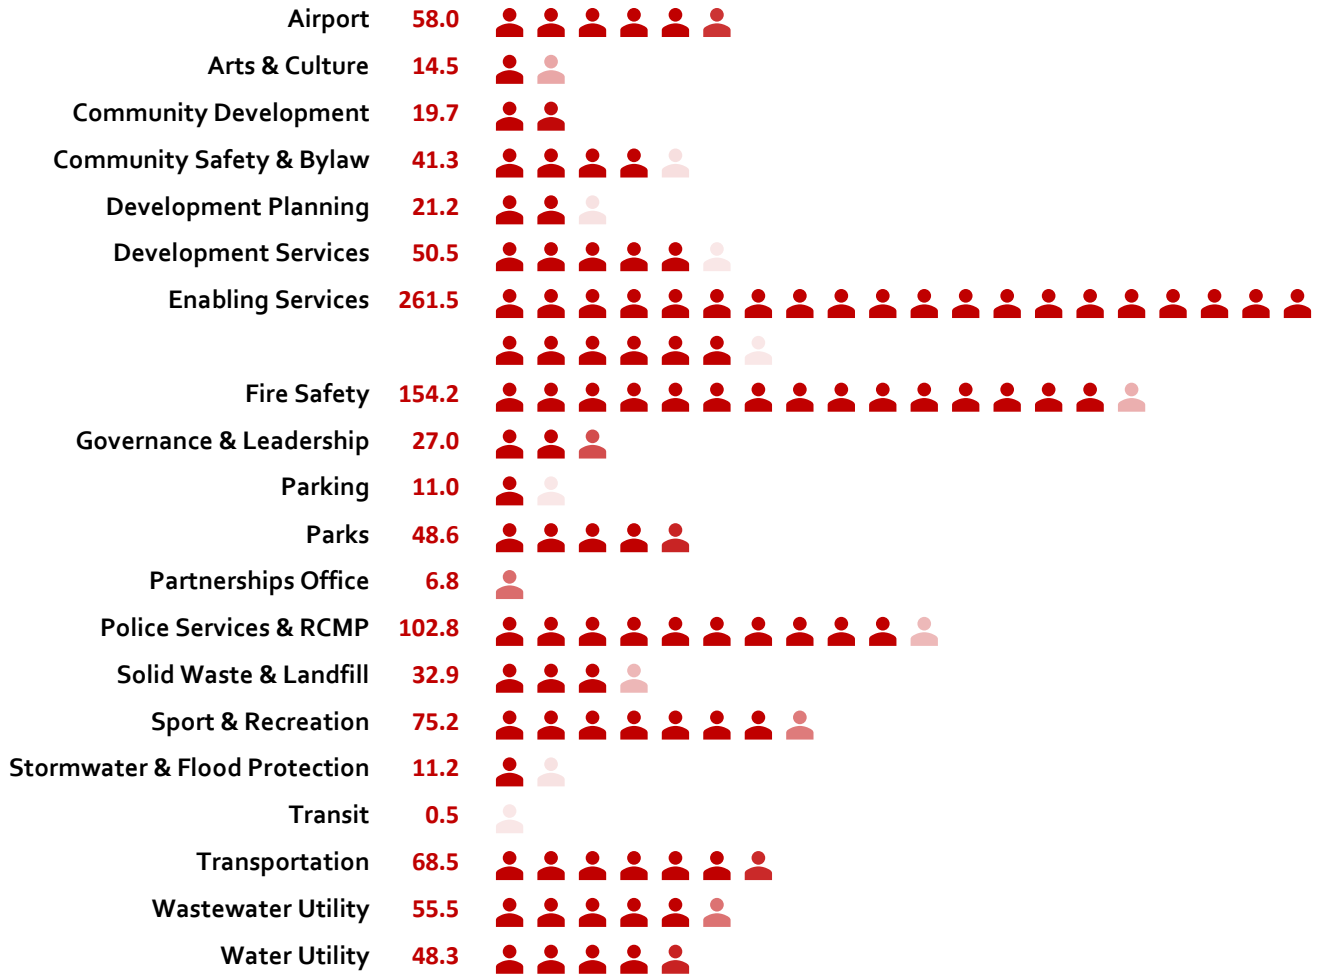 Airport 58.0
Arts & Culture 14.5
Community Development 19.7
Community Safety & Bylaw 41.3
Development Planning 21.2
Development Services 50.5
Enabling Services 261.5
Fire Safety 154.2
Governance & Leadership 27.0
Parking 11.0
Parks 48.6
Partnerships Office 6.8
Police Services & RCMP 102.8
Solid Waste & Landfill 32.9
Sport & Recreation 75.2
Stormwater & Flood Protection 11.2
Transit 0.5
Transportation 68.5
Wastewater Utility 55.5
Water Utility 48.3